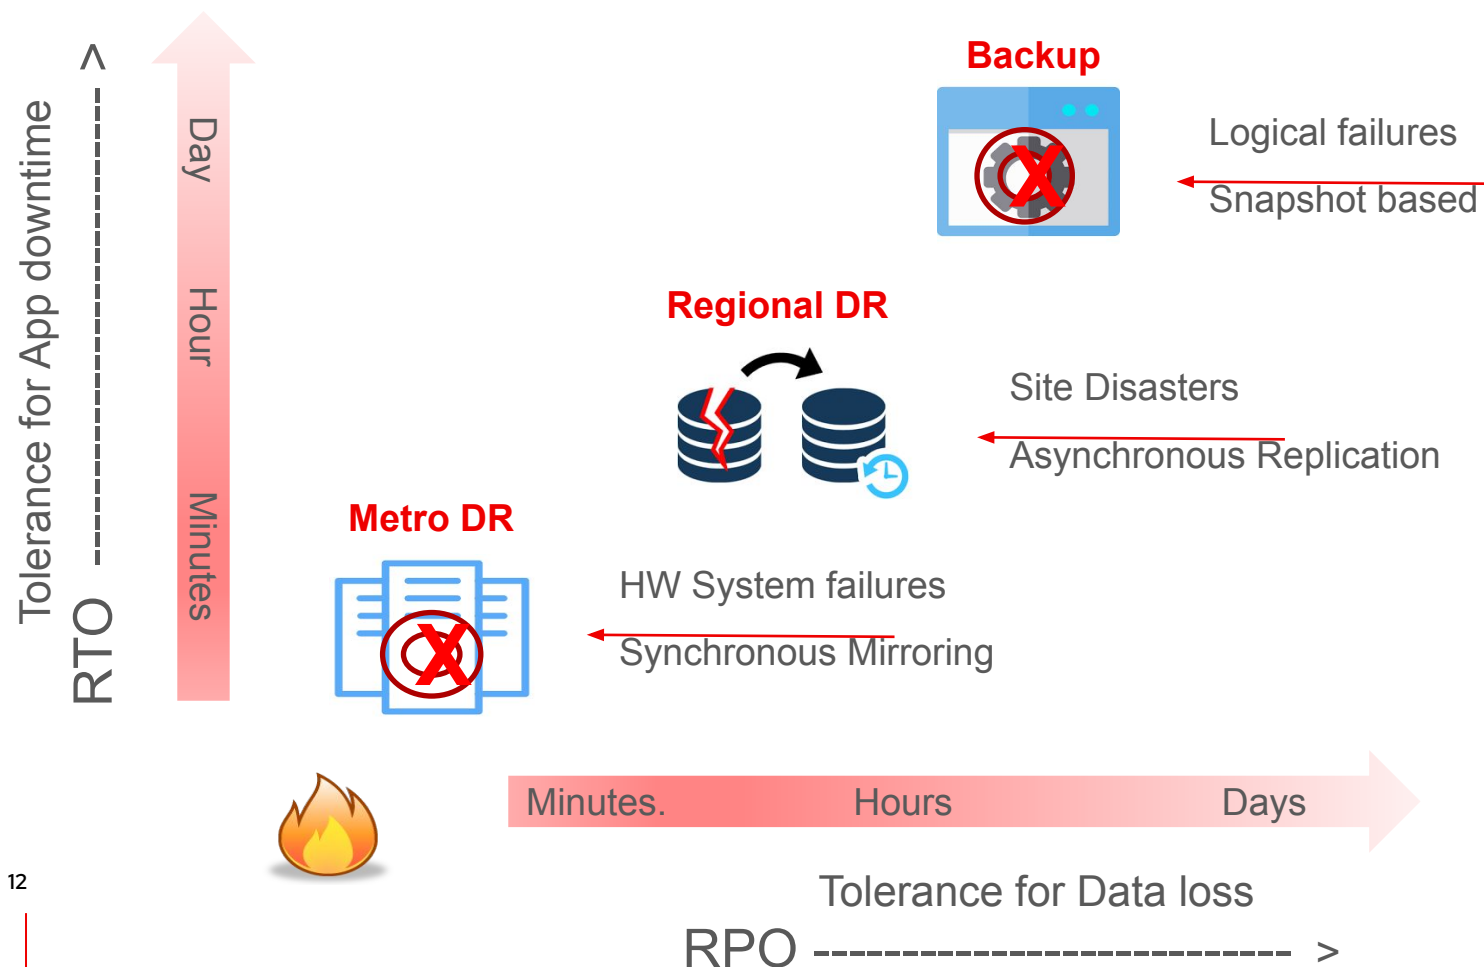 Backup
Logical failures
Snapshot based
Regional DR
Site Disasters
Asynchronous Replication
Metro DR
HW System failures
Synchronous Mirroring
X
X
Tolerance for App downtime
RTO ---------------------- >
Day
Hour
Minutes
Minutes.
Hours
Days
Tolerance for Data loss
RPO --------------------------- >
12